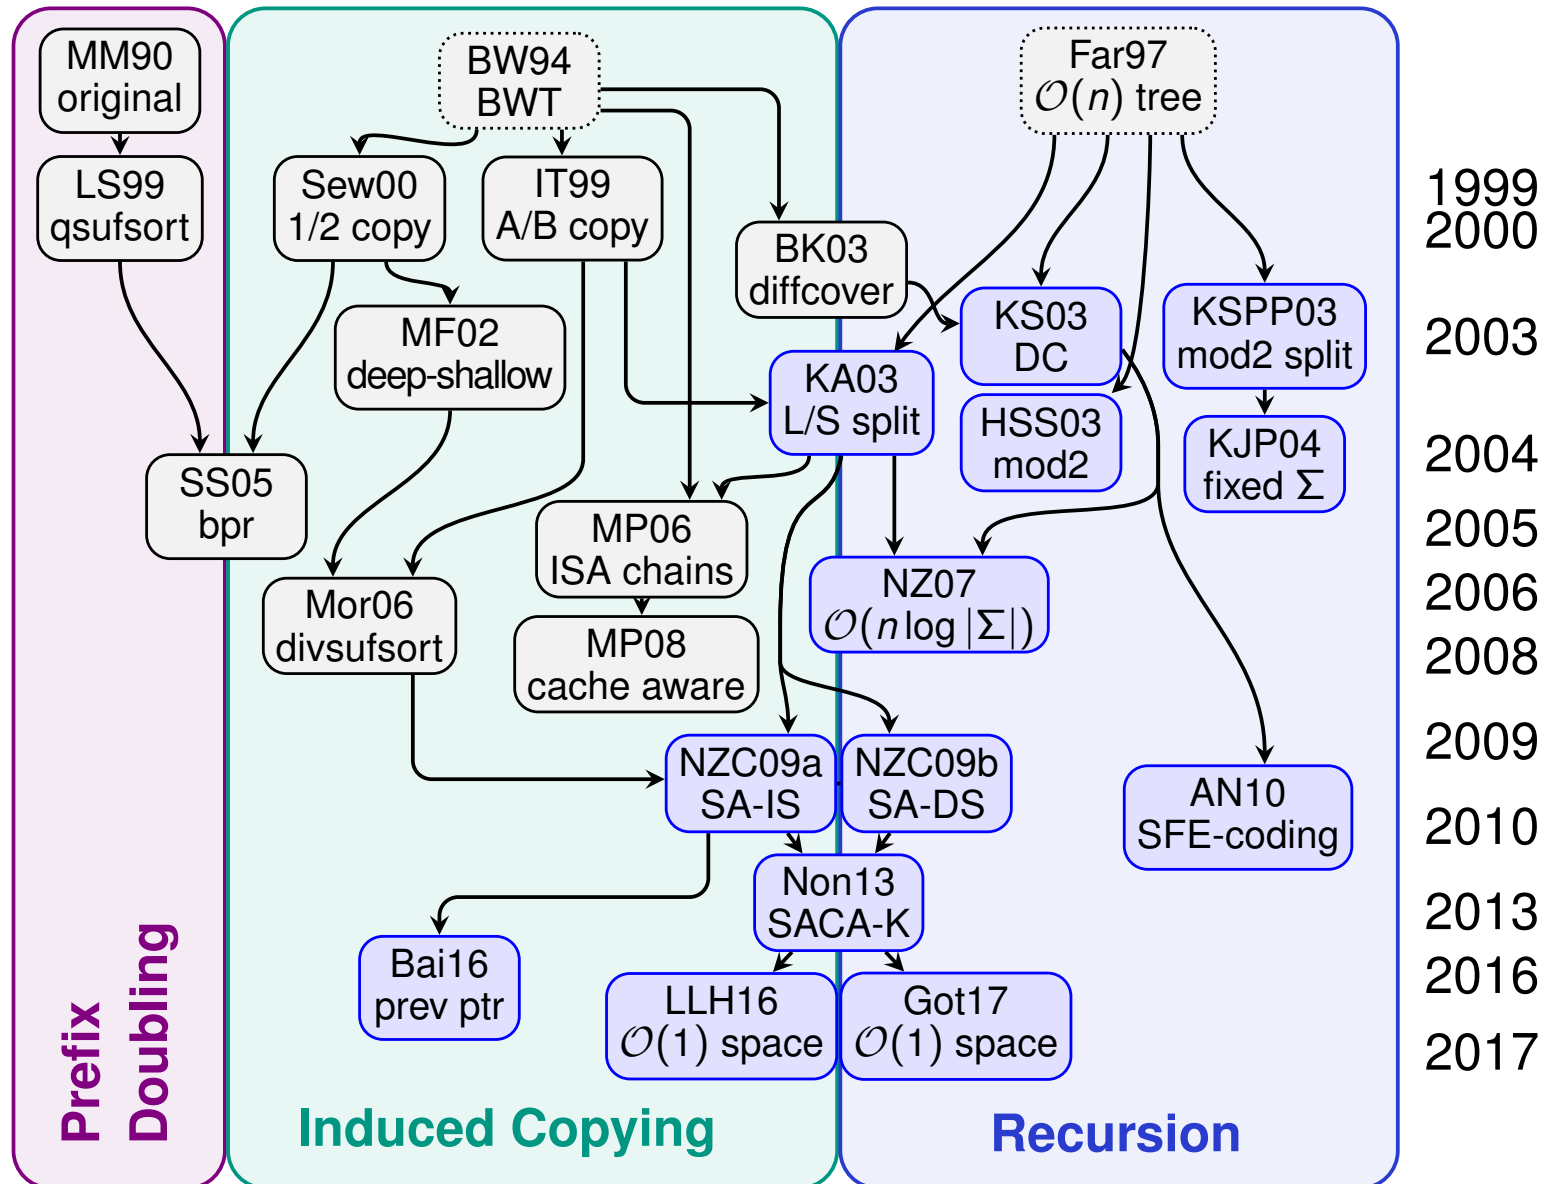 MM90
original
LS99
qsufsort
BW94
BWT
Sew00
1/2 copy
IT99
A/B copy
BK03
diffcover
Far97
𝒪(n) tree
MF02
deep-shallow
KA03
L/S split
KS03
DC
KSPP03
mod2 split
HSS03
mod2
KJP04
fixed Σ
SS05
bpr
MP06
ISA chains
NZ07
𝒪(n log |Σ|)
Mor06
divsufsort
MP08
cache aware
NZC09a
SA-IS
NZC09b
SA-DS
AN10
SFE-coding
Non13
SACA-K
Bai16
prev ptr
LLH16
𝒪(1) space
Got17
𝒪(1) space
Prefix
Doubling
Induced Copying
Recursion
1999
2000
2003
2004
2005
2006
2008
2009
2010
2013
2016
2017